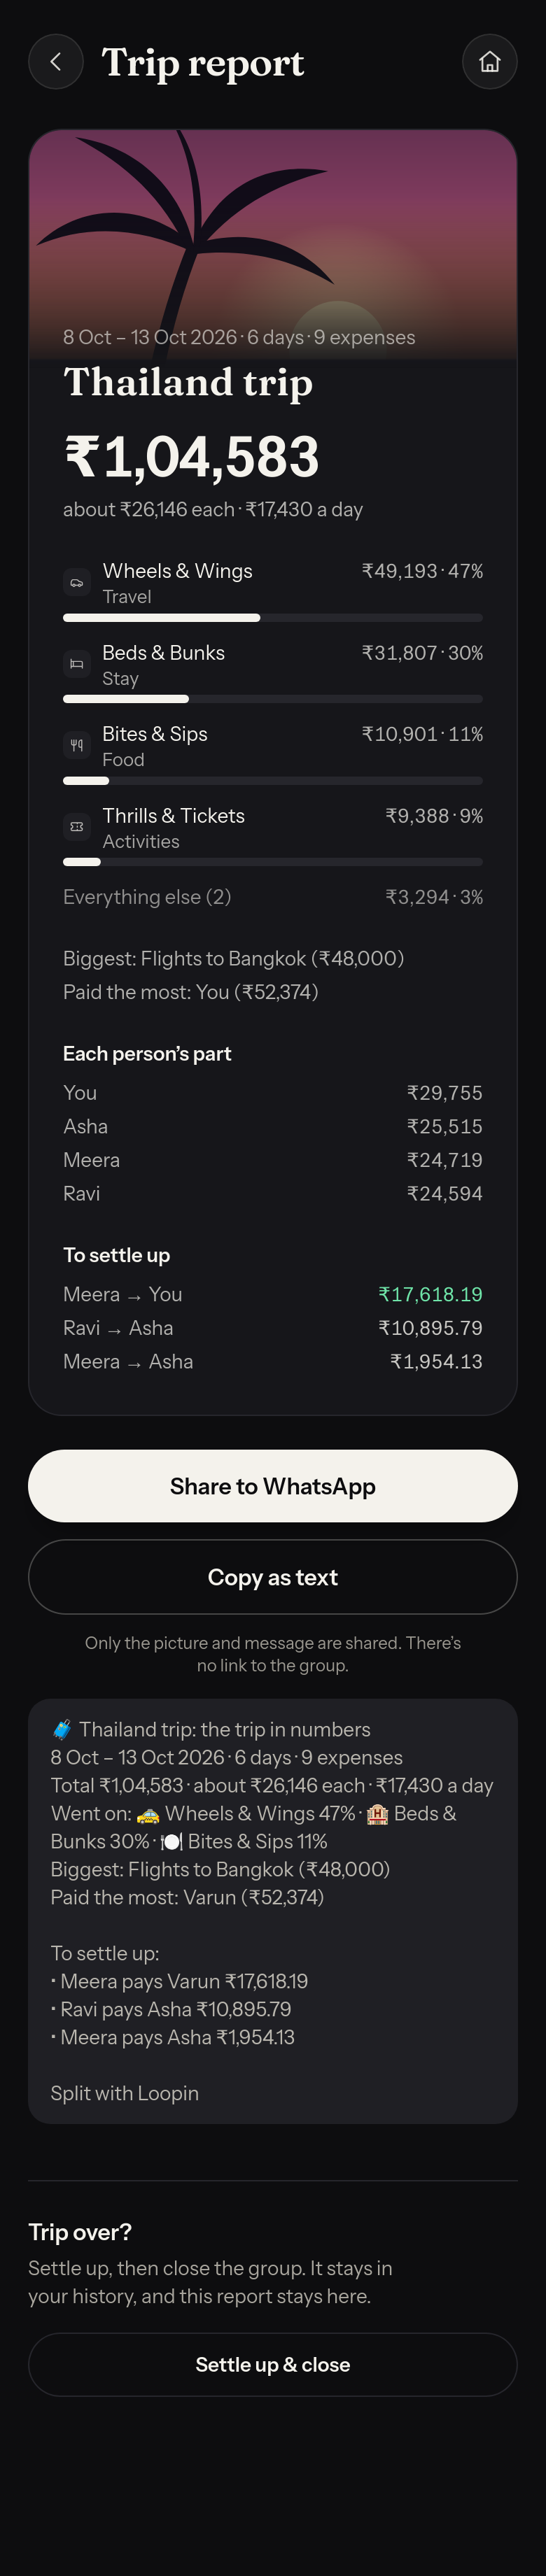 Trip report
8 Oct – 13 Oct 2026 · 6 days · 9 expenses
Thailand trip
₹1,04,583
about ₹26,146 each · ₹17,430 a day
Wheels & Wings ₹49,193 · 47%
Travel
Beds & Bunks ₹31,807 · 30%
Stay
Bites & Sips ₹10,901 · 11%
Food
Thrills & Tickets ₹9,388 · 9%
Activities
Everything else (2) ₹3,294 · 3%
Biggest: Flights to Bangkok (₹48,000)
Paid the most: You (₹52,374)
Each person’s part
You ₹29,755
Asha ₹25,515
Meera ₹24,719
Ravi ₹24,594
To settle up
Meera → You ₹17,618.19
Ravi → Asha ₹10,895.79
Meera → Asha ₹1,954.13
Share to WhatsApp
Copy as text
Only the picture and message are shared. There’s
no link to the group.
🧳 Thailand trip: the trip in numbers
8 Oct – 13 Oct 2026 · 6 days · 9 expenses
Total ₹1,04,583 · about ₹26,146 each · ₹17,430 a day
Went on: 🚕 Wheels & Wings 47% · 🏨 Beds &
Bunks 30% · 🍽️ Bites & Sips 11%
Biggest: Flights to Bangkok (₹48,000)
Paid the most: Varun (₹52,374)
To settle up:
• Meera pays Varun ₹17,618.19
• Ravi pays Asha ₹10,895.79
• Meera pays Asha ₹1,954.13
Split with Loopin
Trip over?
Settle up, then close the group. It stays in
your history, and this report stays here.
Settle up & close